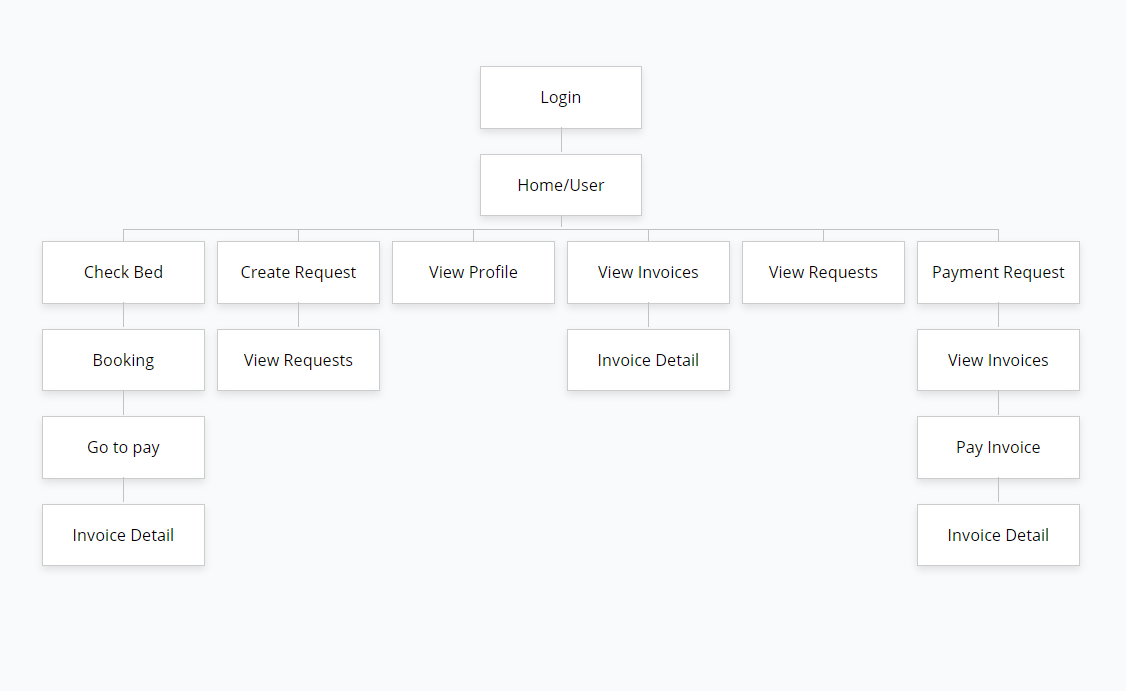 Login
Home/User
Check Bed
Create Request
View Profile
View Invoices
View Requests
Payment Request
Booking
View Requests
Invoice Detail
View Invoices
Go to pay
Pay Invoice
Invoice Detail
Invoice Detail